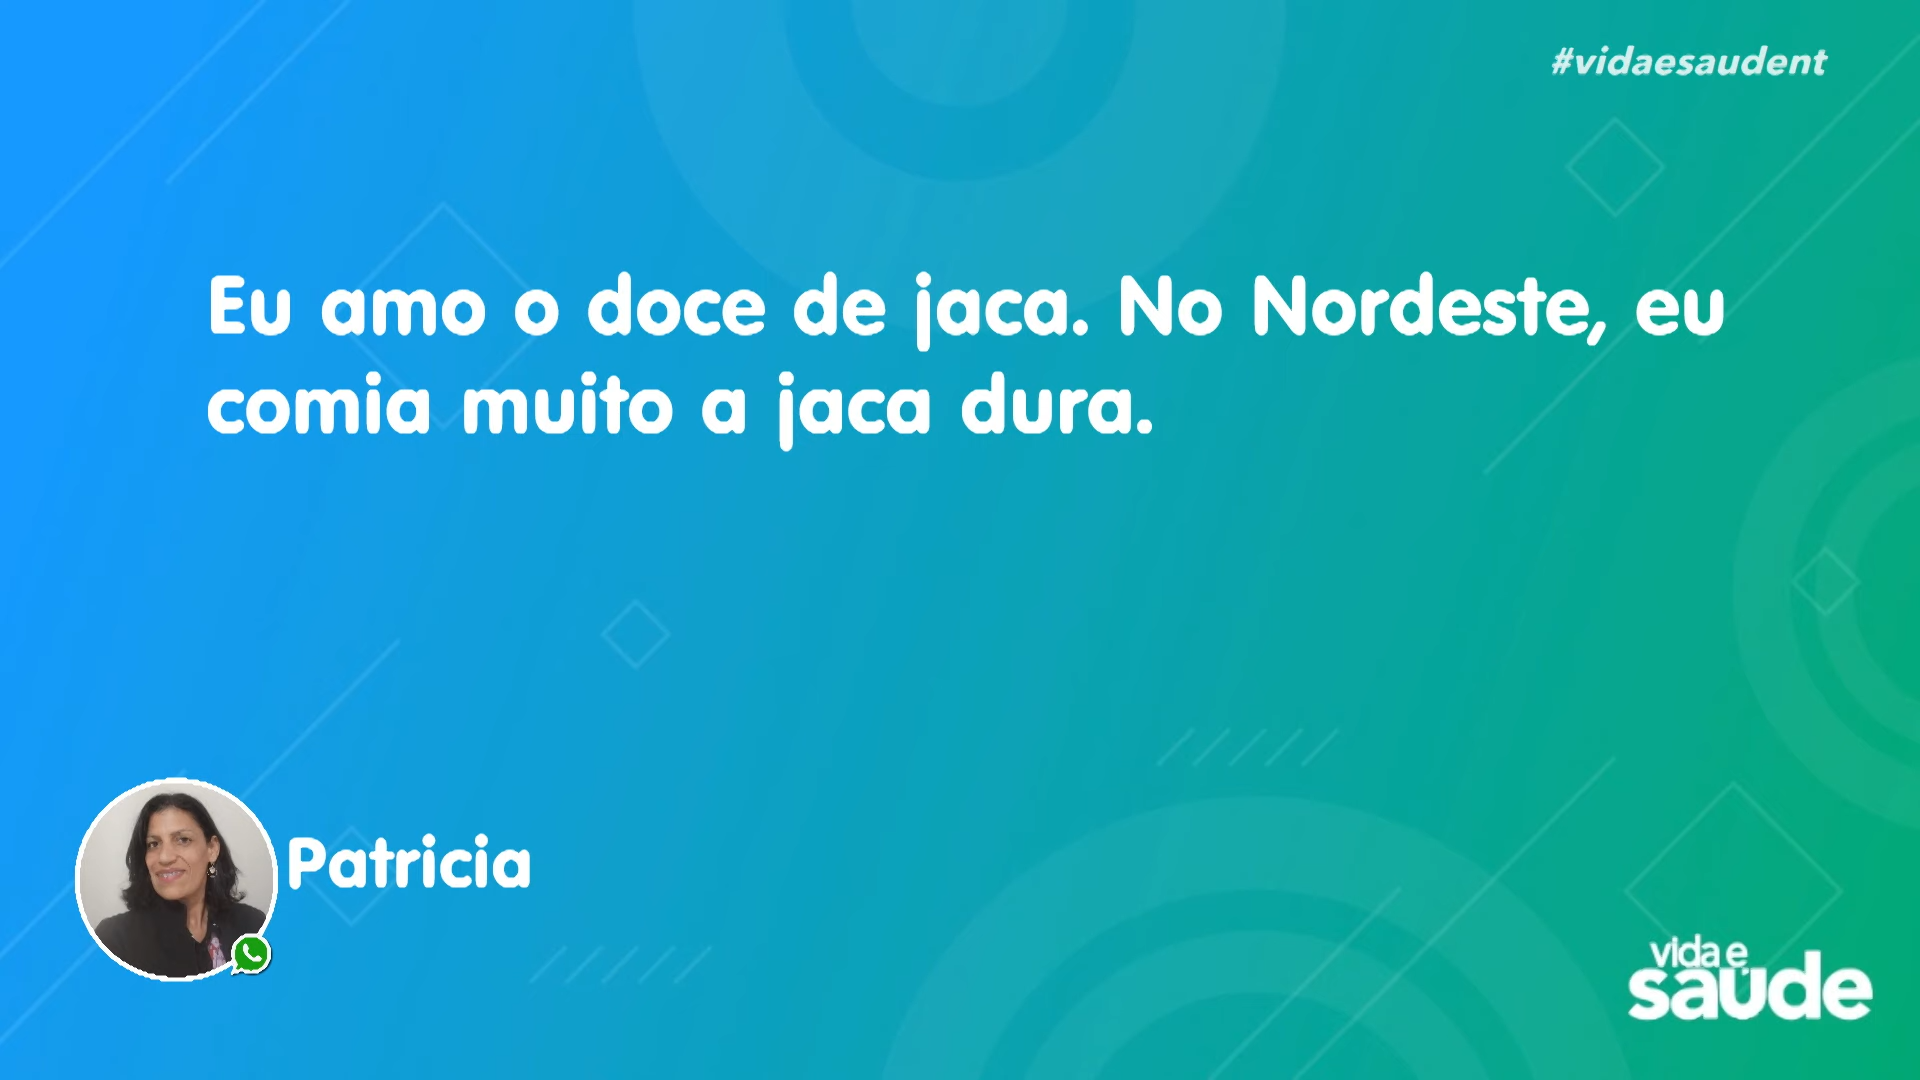 #vidaesaudent
Eu amo o doce de jaca. No Nordeste, eu
comia muito a jaca dura.
Patricia
vida e
saúde